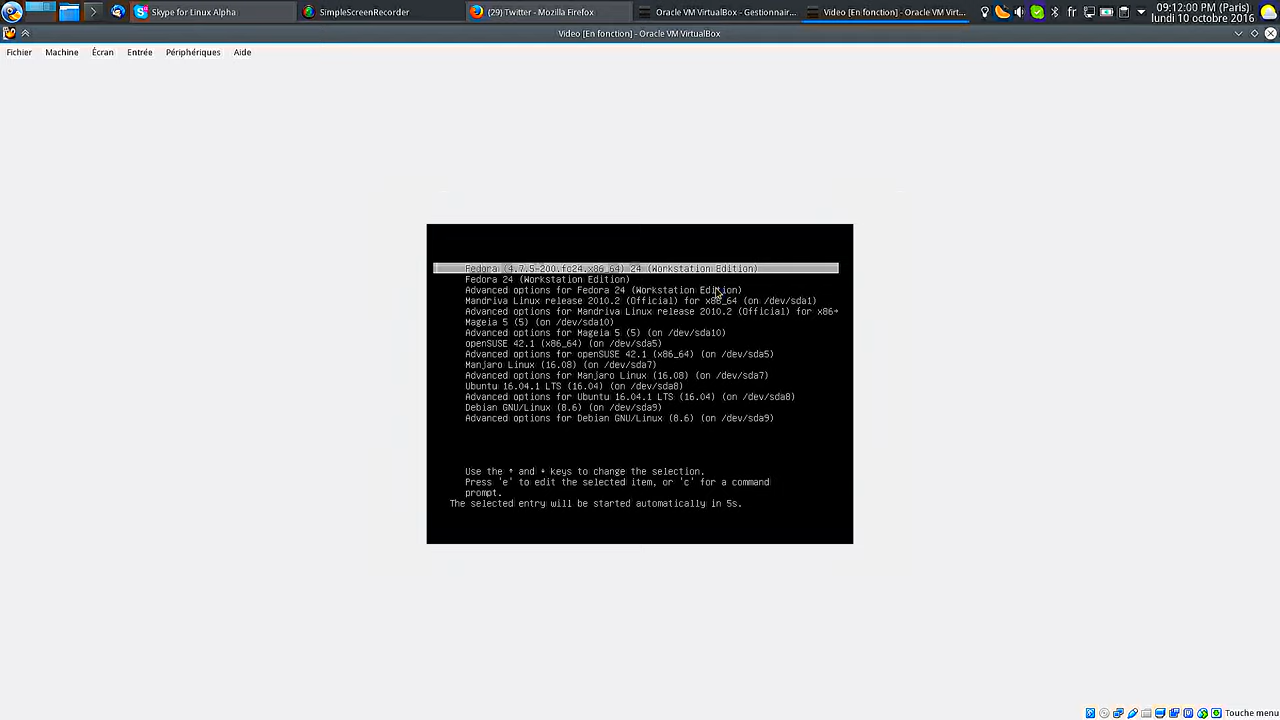 Skype for Linux Alpha
SimpleScreenRecorder
(29) Twitter - Mozilla Firefox
Oracle VM VirtualBox - Gestionnair...
Video [En fonction] - Oracle VM Virt...
fr
09:12:00 PM (Paris)
lundi 10 octobre 2016
Video [En fonction] - Oracle VM VirtualBox
Fichier Machine Écran Entrée Périphériques Aide
Fedora (4.7.5-200.fc24.x86_64) 24 (Workstation Edition)
Fedora 24 (Workstation Edition)
Advanced options for Fedora 24 (Workstation Edition)
Mandriva Linux release 2010.2 (Official) for x86_64 (on /dev/sda1)
Advanced options for Mandriva Linux release 2010.2 (Official) for x86→
Mageia 5 (5) (on /dev/sda10)
Advanced options for Mageia 5 (5) (on /dev/sda10)
openSUSE 42.1 (x86_64) (on /dev/sda5)
Advanced options for openSUSE 42.1 (x86_64) (on /dev/sda5)
Manjaro Linux (16.08) (on /dev/sda7)
Advanced options for Manjaro Linux (16.08) (on /dev/sda7)
Ubuntu 16.04.1 LTS (16.04) (on /dev/sda8)
Advanced options for Ubuntu 16.04.1 LTS (16.04) (on /dev/sda8)
Debian GNU/Linux (8.6) (on /dev/sda9)
Advanced options for Debian GNU/Linux (8.6) (on /dev/sda9)
Use the ↑ and ↓ keys to change the selection.
Press 'e' to edit the selected item, or 'c' for a command
prompt.
The selected entry will be started automatically in 5s.
Touche menu